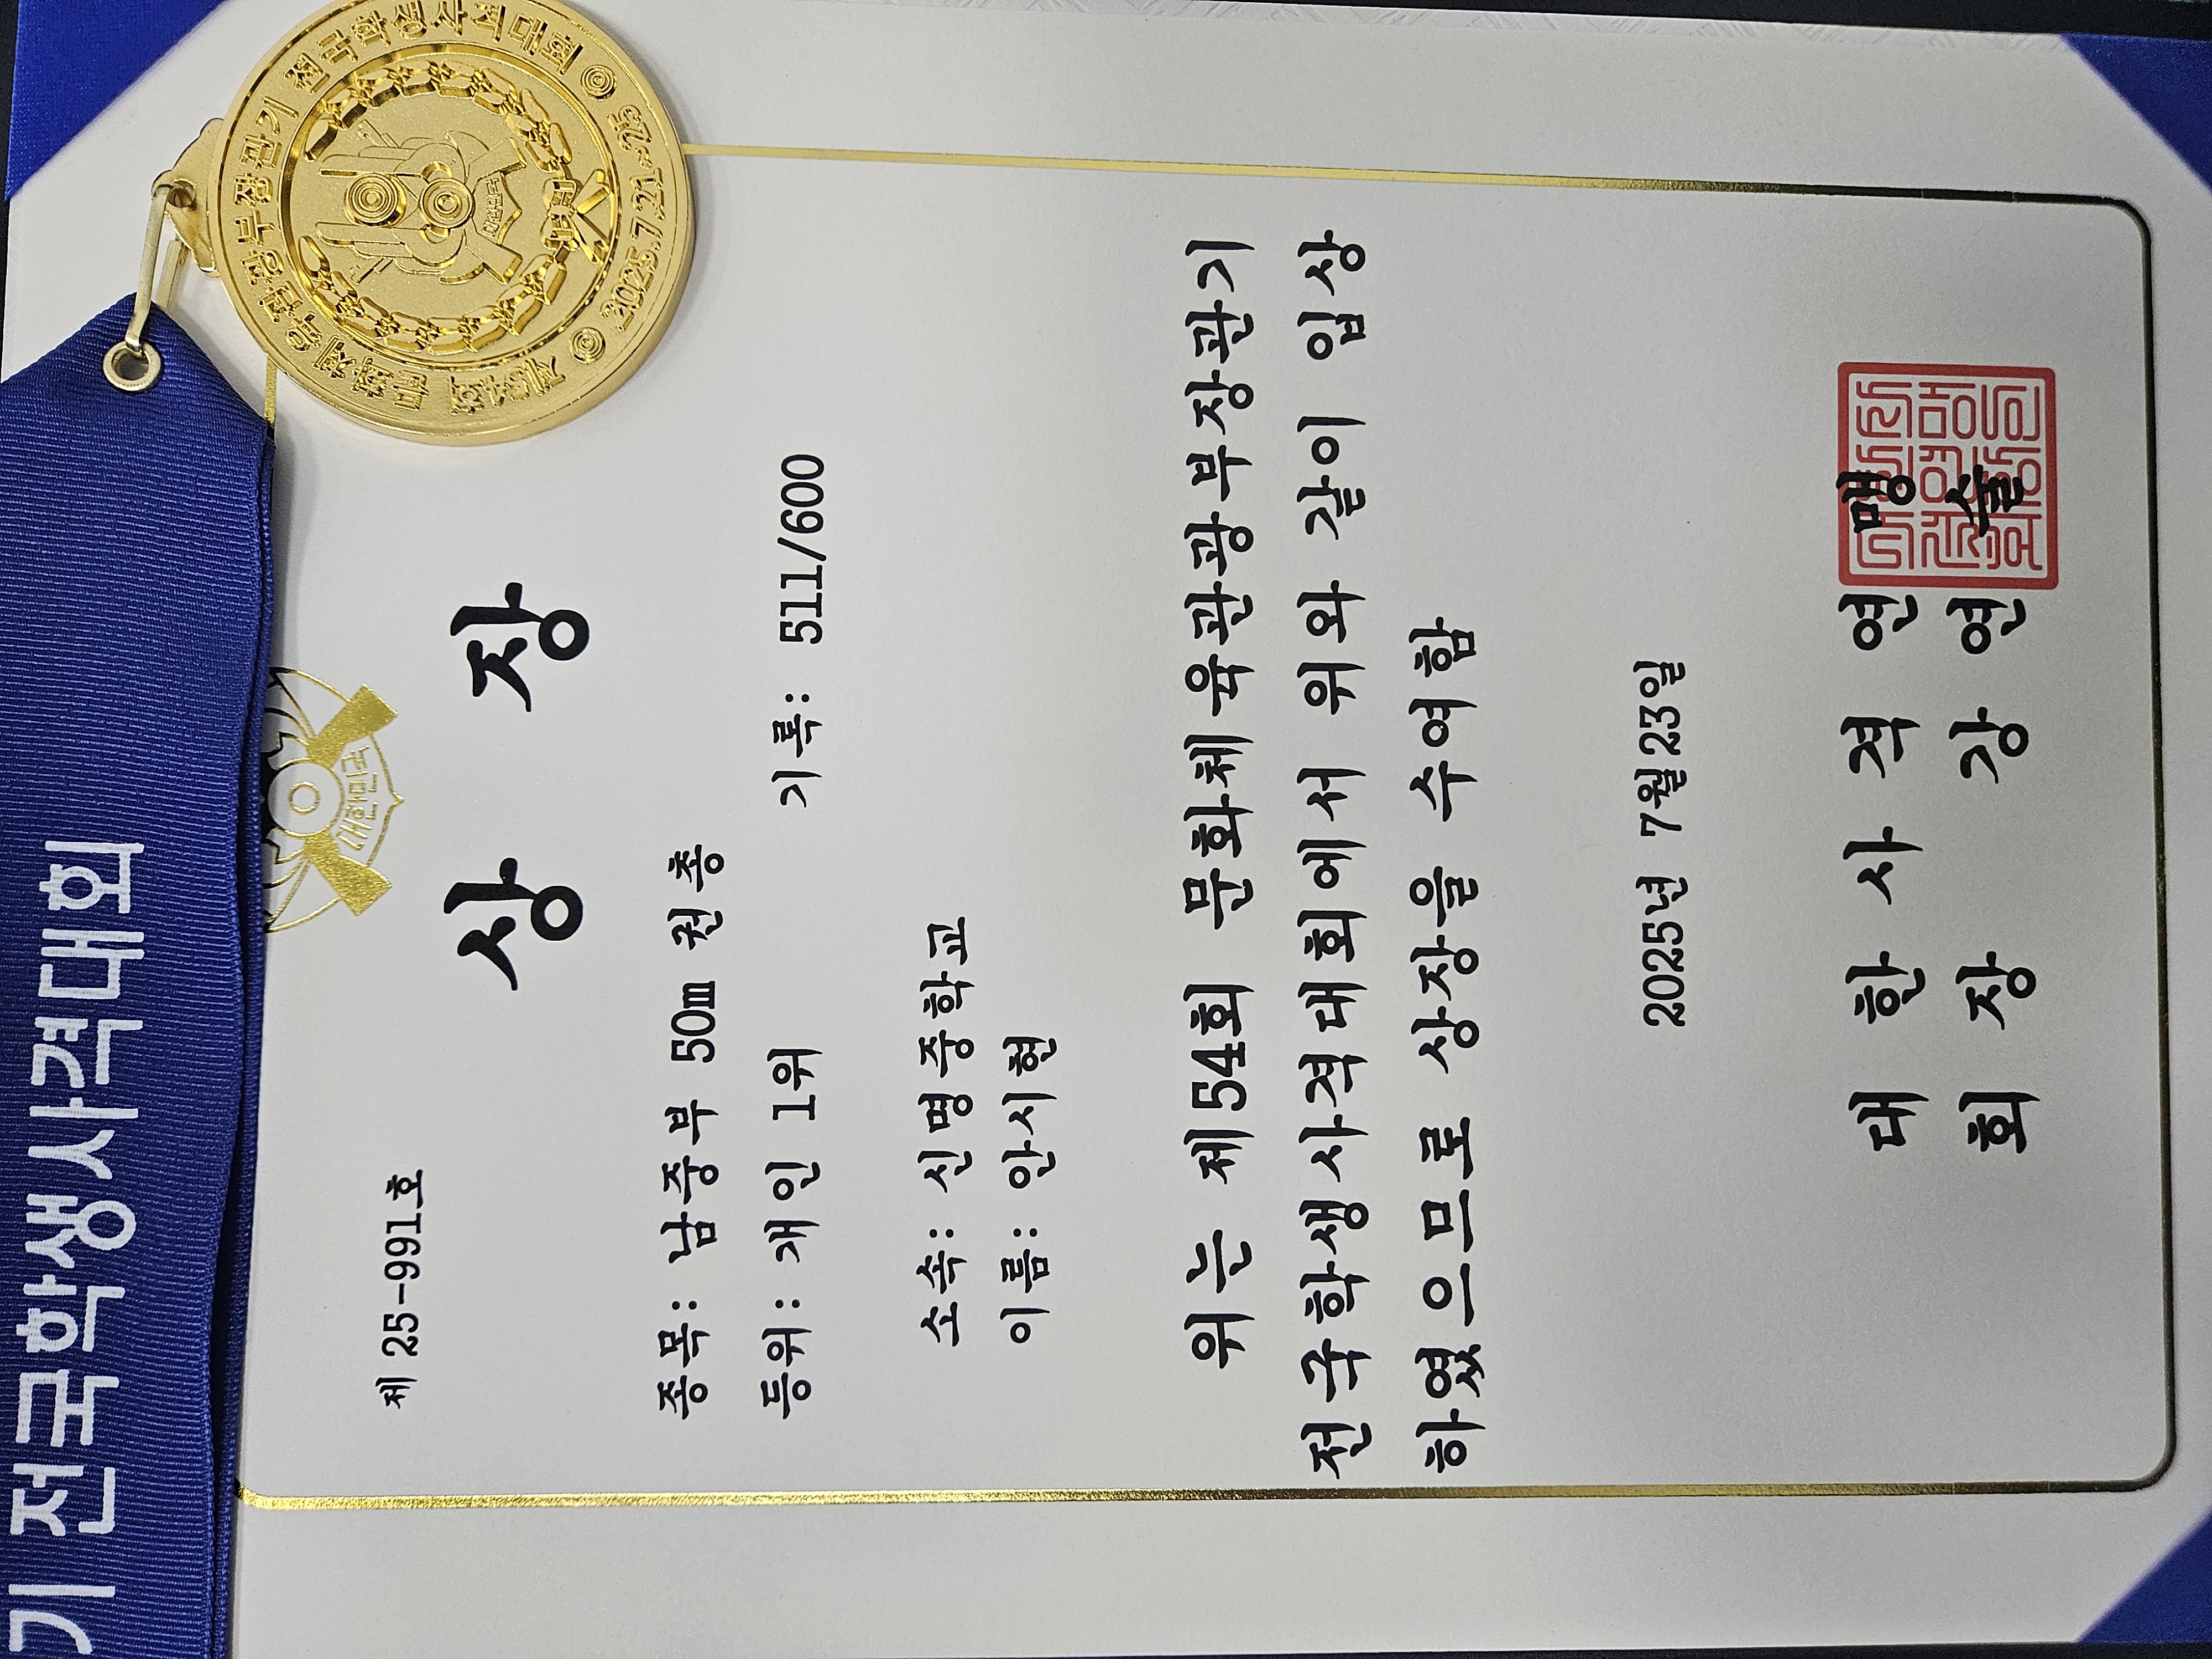 기전국학생사격대회
제54회 문화체육관광부장관기 전국학생사격대회
2025.7.21.~7.25
대한민국
제 25-991호
상 장
종목: 남중부 50m 권총
등위: 개인 1위 기록: 511/600
소속: 신명중학교
이름: 안시현
위는 제54회 문화체육관광부장관기
전국학생사격대회에서 위와 같이 입상
하였으므로 상장을 수여함
2025년 7월23일
대한사격연맹
회장 강연술